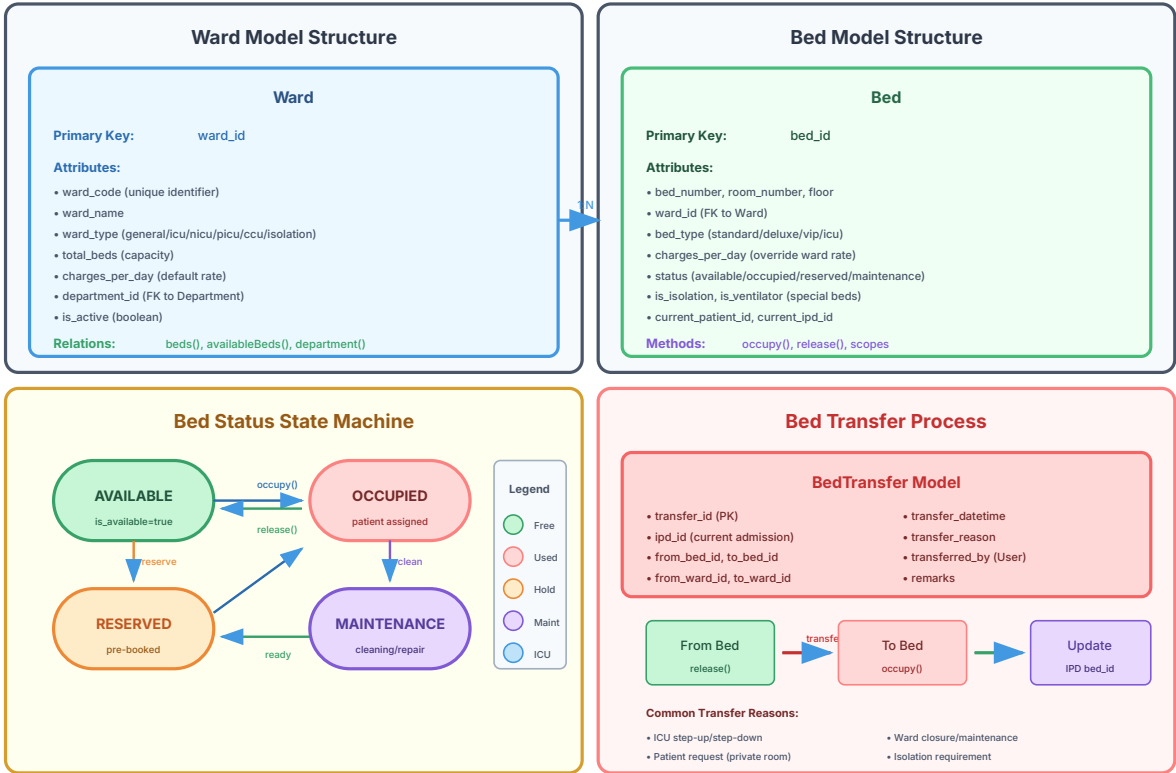 Ward Model Structure
Ward
Primary Key: ward_id
Attributes:
• ward_code (unique identifier)
• ward_name
• ward_type (general/icu/nicu/picu/ccu/isolation)
• total_beds (capacity)
• charges_per_day (default rate)
• department_id (FK to Department)
• is_active (boolean)
Relations: beds(), availableBeds(), department()
Bed Model Structure
Bed
Primary Key: bed_id
Attributes:
• bed_number, room_number, floor
• ward_id (FK to Ward)
• bed_type (standard/deluxe/vip/icu)
• charges_per_day (override ward rate)
• status (available/occupied/reserved/maintenance)
• is_isolation, is_ventilator (special beds)
• current_patient_id, current_ipd_id
Methods: occupy(), release(), scopes
Bed Status State Machine
AVAILABLE
is_available=true
occupy()
release()
OCCUPIED
patient assigned
reserve
clean
RESERVED
pre-booked
ready
MAINTENANCE
cleaning/repair
Legend
Free
Used
Hold
Maint
ICU
Bed Transfer Process
BedTransfer Model
• transfer_id (PK)
• ipd_id (current admission)
• from_bed_id, to_bed_id
• from_ward_id, to_ward_id
• transfer_datetime
• transfer_reason
• transferred_by (User)
• remarks
From Bed
release()
transfe
To Bed
occupy()
Update
IPD bed_id
Common Transfer Reasons:
• ICU step-up/step-down
• Patient request (private room)
• Ward closure/maintenance
• Isolation requirement